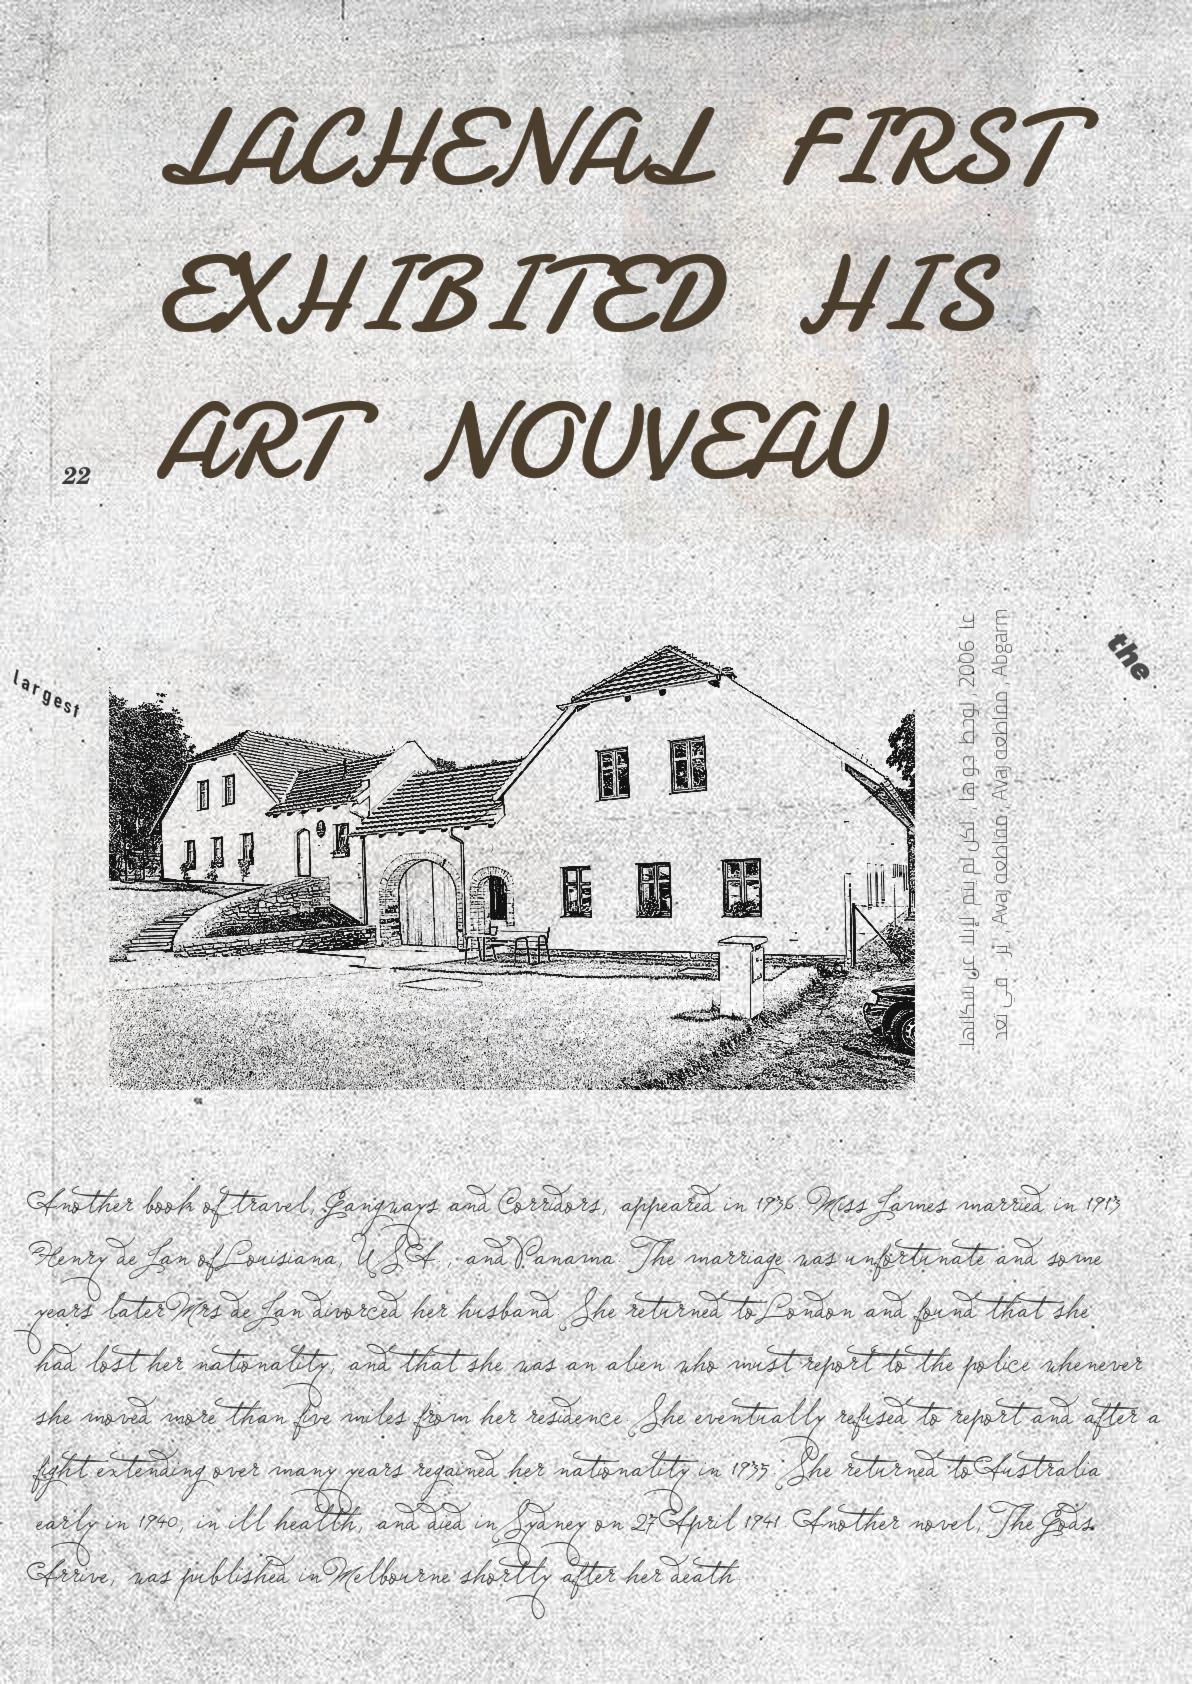 LACHENAL FIRST
EXHIBITED HIS
ART NOUVEAU
22
largest
the
2006 ,
Avaj , Avaj , Abgarm
Another book of travel, Gangways and Corridors, appeared in 1936. Miss James married in 1913
Henry de Jan of Louisiana, U.S.A., and Panama. The marriage was unfortunate and some
years later Mrs de Jan divorced her husband. She returned to London and found that she
had lost her nationality, and that she was an alien who must report to the police whenever
she moved more than five miles from her residence. She eventually refused to report and after a
fight extending over many years regained her nationality in 1935. She returned to Australia
early in 1940, in ill health, and died in Sydney on 27 April 1941. Another novel, The Gods
Arrive, was published in Melbourne shortly after her death.